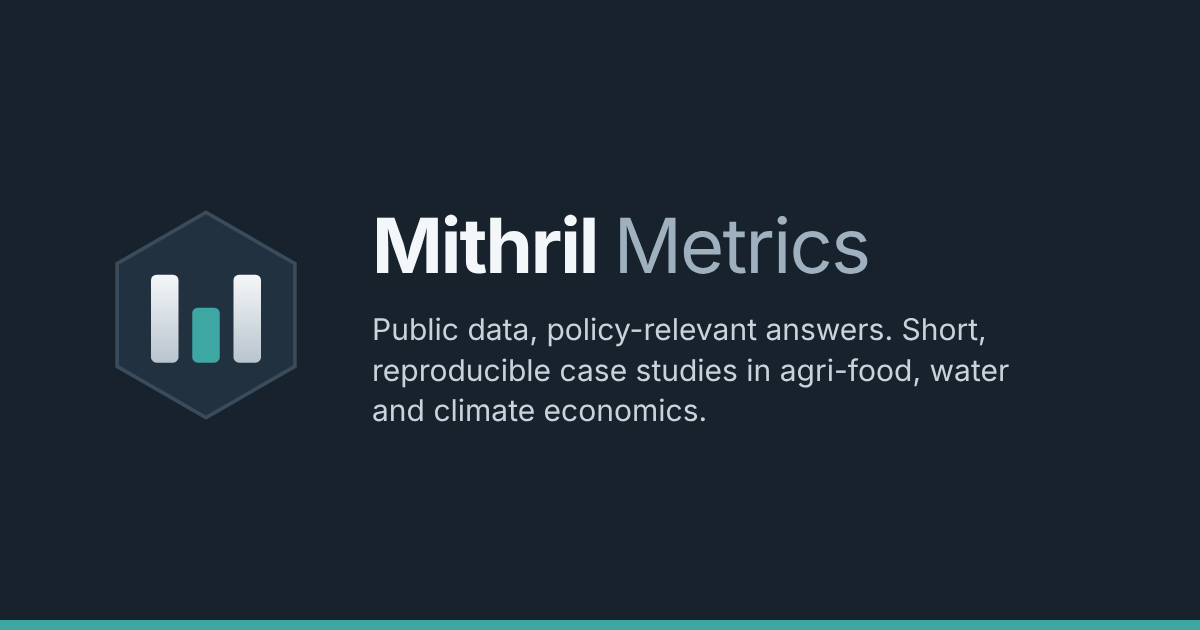 Mithril Metrics
Public data, policy-relevant answers. Short,
reproducible case studies in agri-food, water
and climate economics.